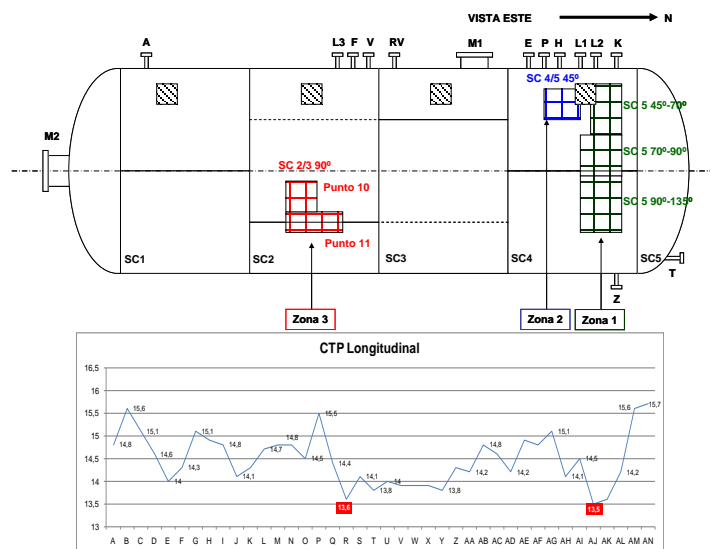 VISTA ESTE N
A L3 F V RV M1 E P H L1 L2 K
SC 4/5 45º
SC 5 45º-70º
M2
SC 5 70º-90º
SC 2/3 90º
Punto 10
SC 5 90º-135º
Punto 11
SC1 SC2 SC3 SC4 SC5
T
Z
Zona 3 Zona 2 Zona 1
CTP Longitudinal
16,5
16
15,5
15
14,5
14
13,5
13
14,8 15,6 15,1 14,6 14 14,3 15,1 14,8 14,1 14,7 14,8 14,5 15,5 14,4 13,6 14,1 13,8 14 13,8 14,2 14,8 14,6 14,2 14,8 15,1 14,1 14,5 13,5 14,2 15,6 15,7
A B C D E F G H I J K L M N O P Q R S T U V W X Y Z AA AB AC AD AE AF AG AH AI AJ AK AL AM AN